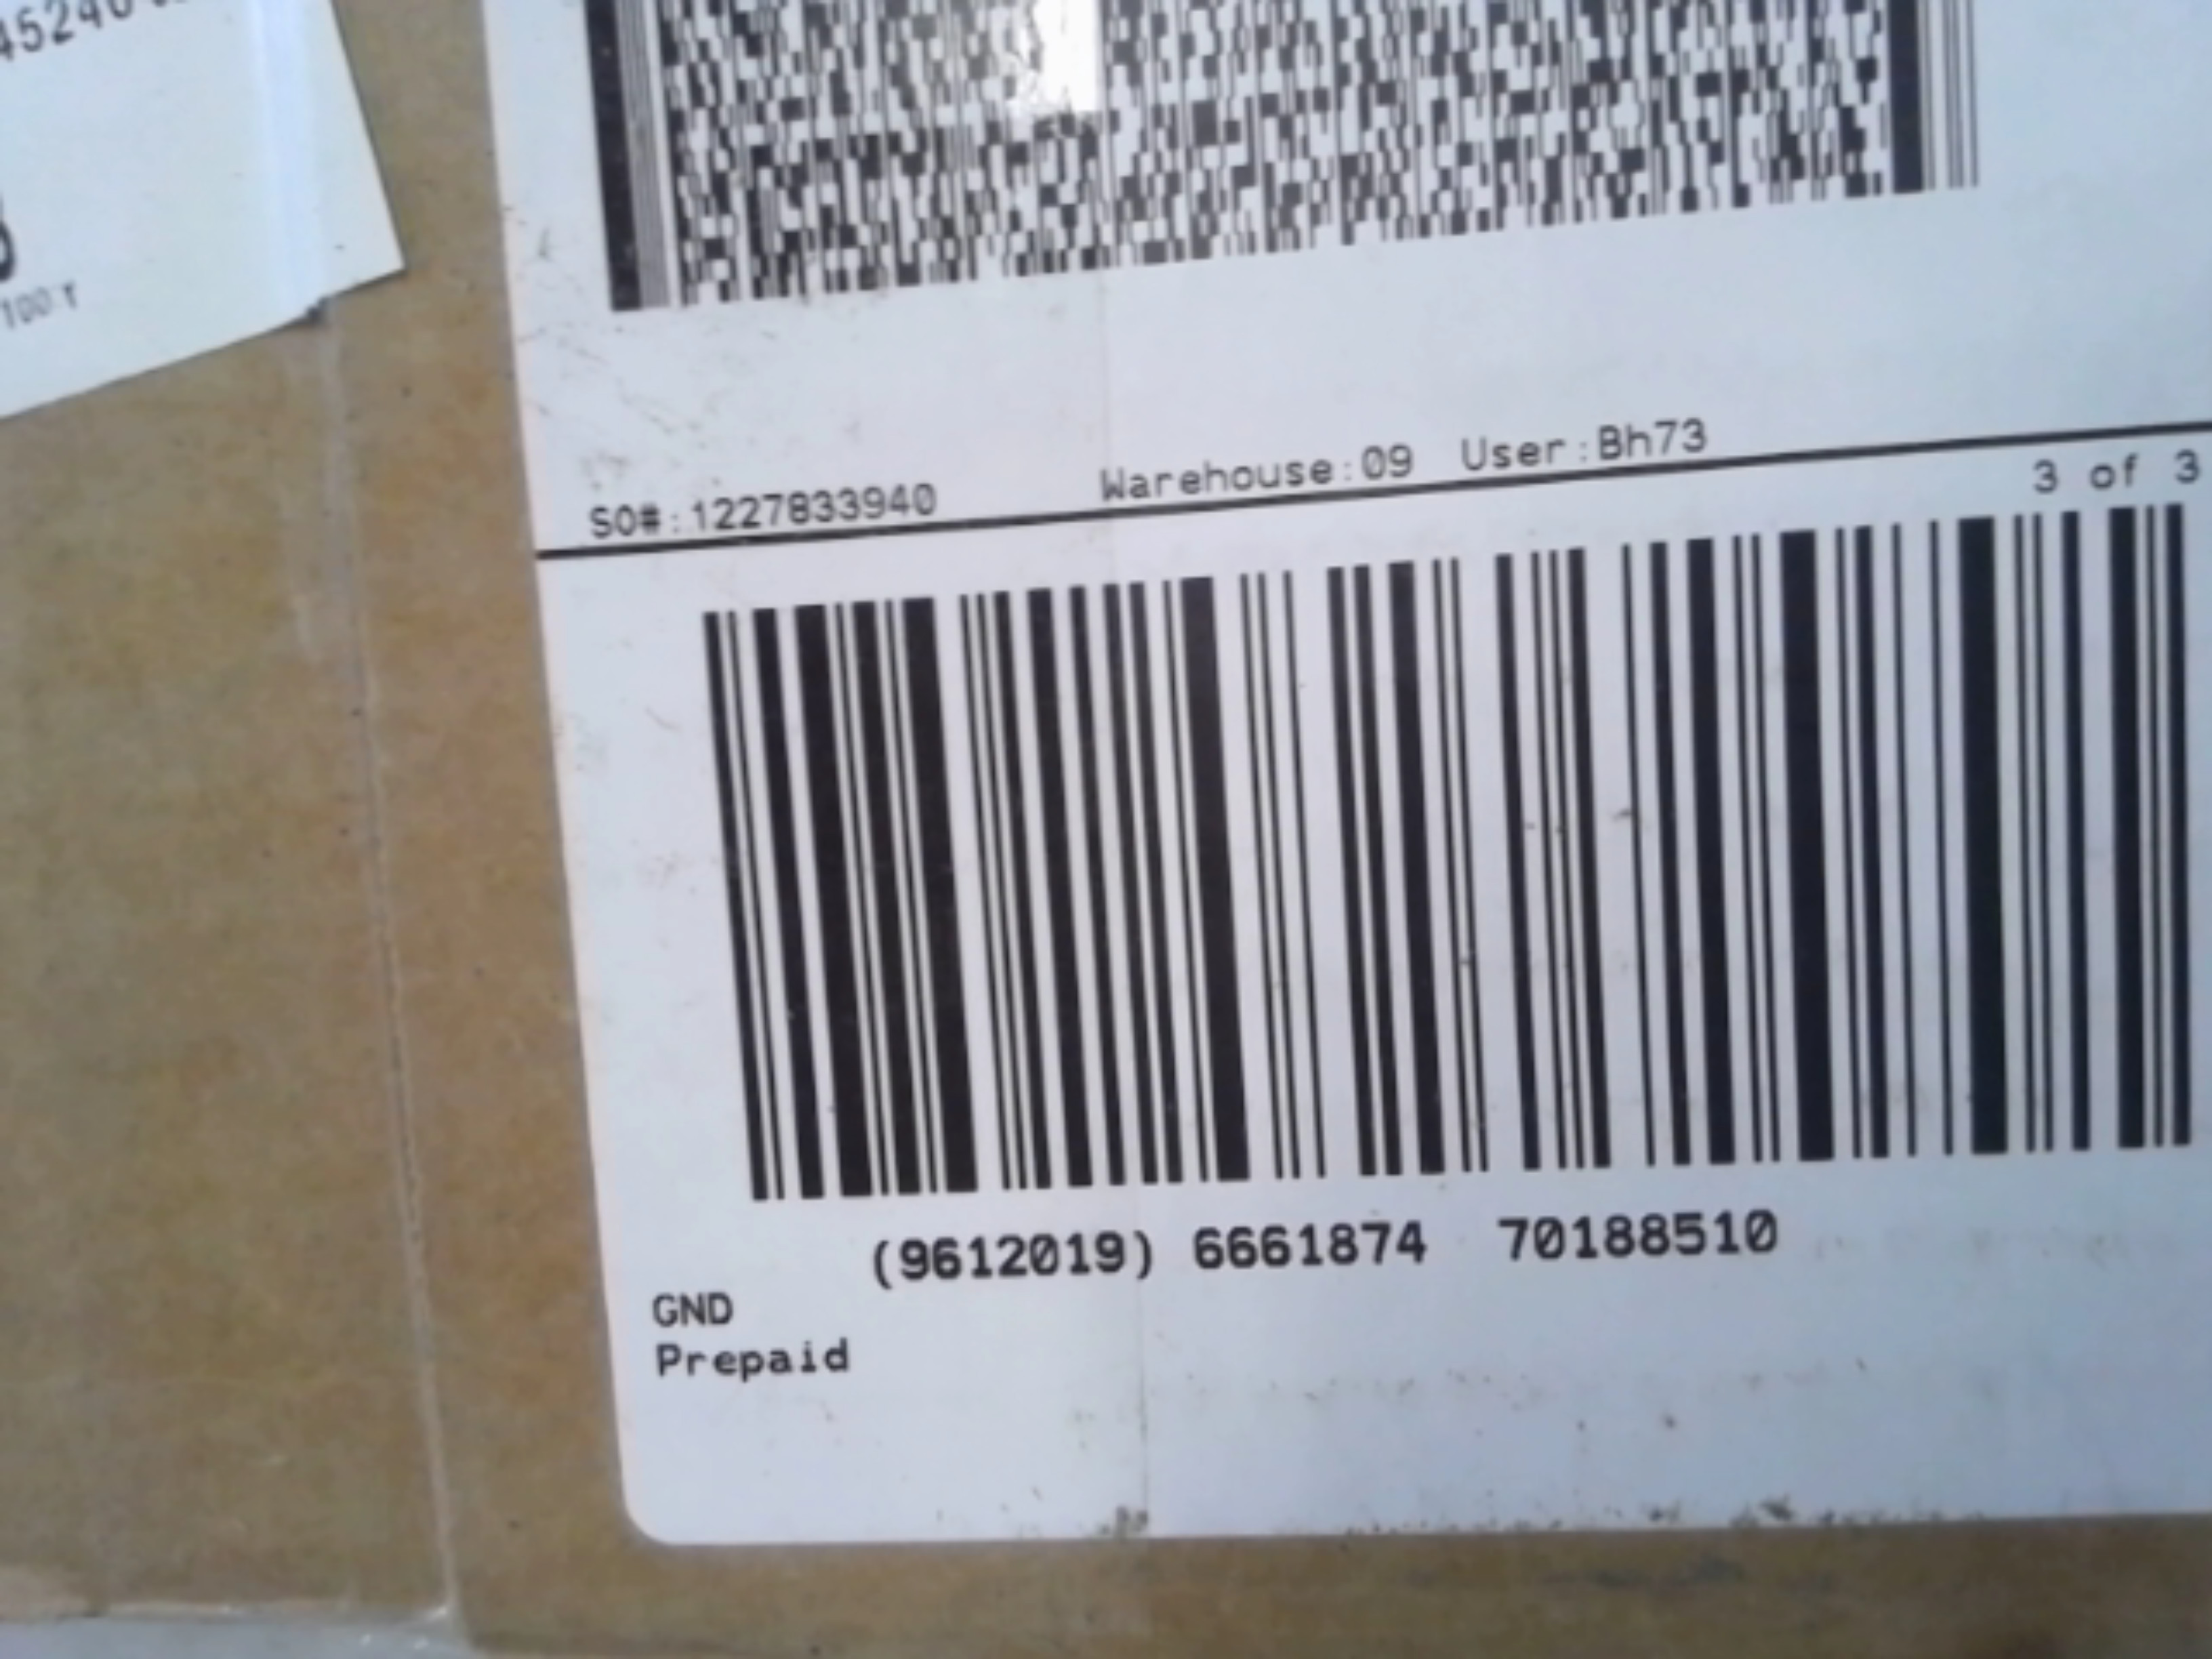 SO#:1227833940 Warehouse:09 User:Bh73
3 of 3
(9612019) 6661874 70188510
GND
Prepaid